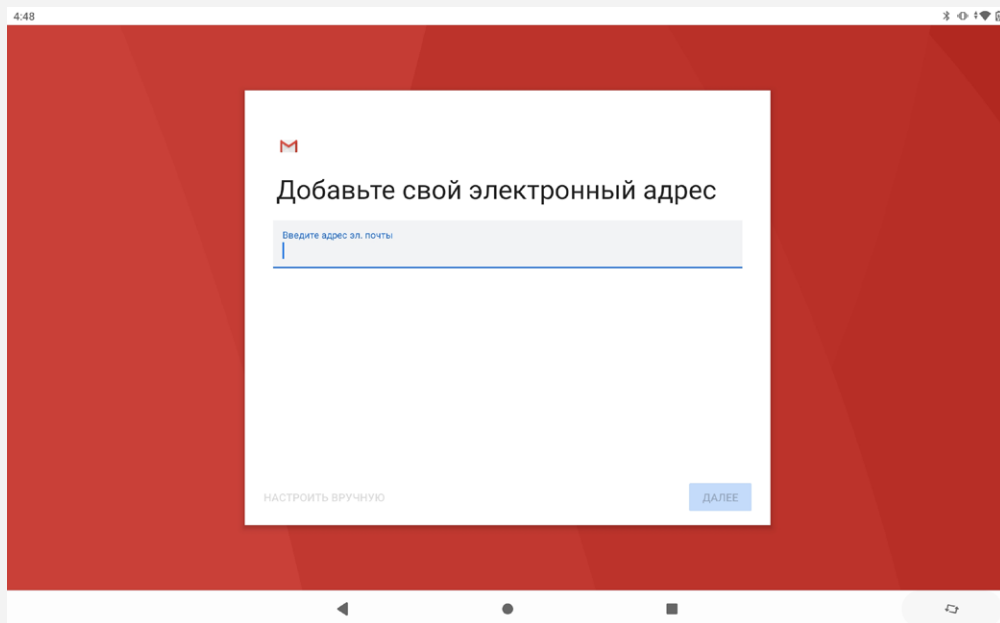 4:48
Добавьте свой электронный адрес
Введите адрес эл. почты
НАСТРОИТЬ ВРУЧНУЮ
ДАЛЕЕ